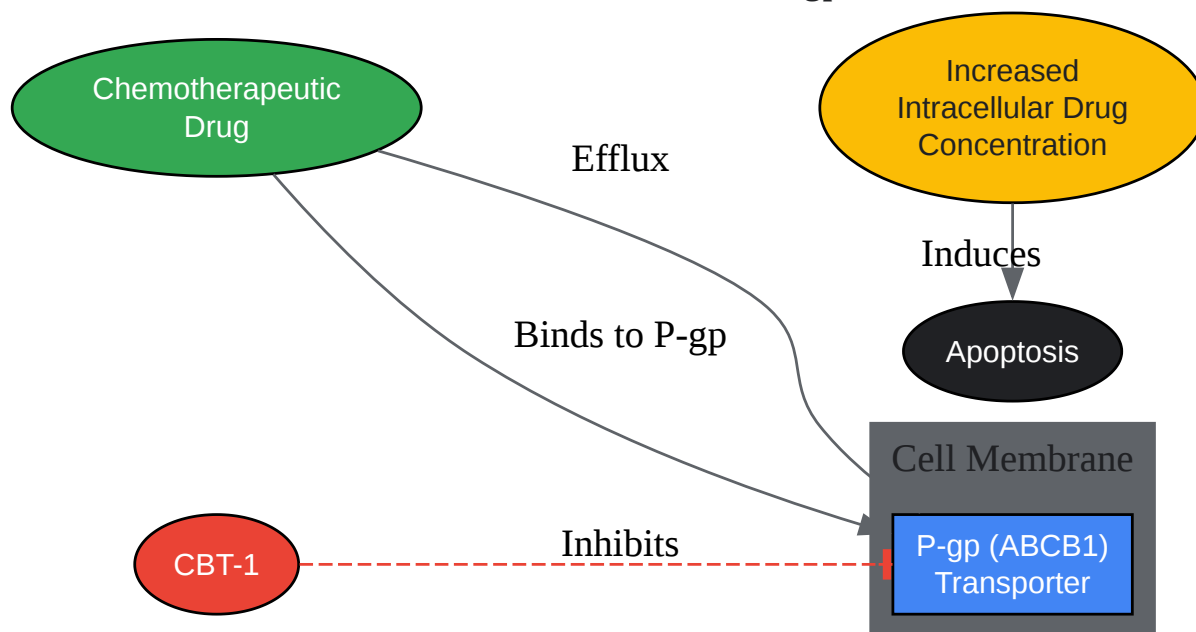 Chemotherapeutic
Drug
Increased
Intracellular Drug
Concentration
Efflux
Induces
Binds to P-gp
Apoptosis
Cell Membrane
Inhibits
CBT-1
P-gp (ABCB1)
Transporter